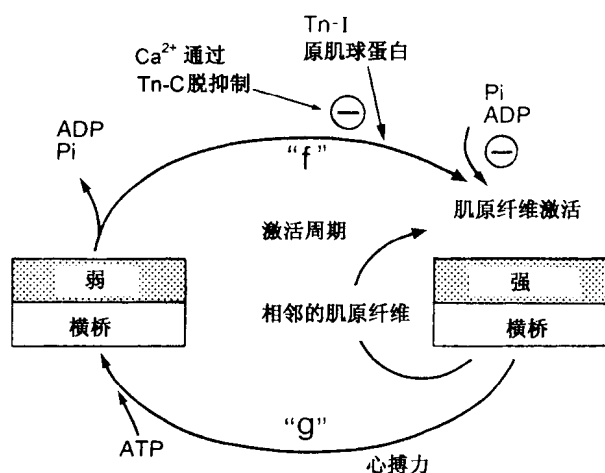 Ca²⁺ 通过
Tn-C脱抑制
Tn-I
原肌球蛋白
Pi
ADP
ADP
Pi
"f"
肌原纤维激活
激活周期
弱
横桥
相邻的肌原纤维
强
横桥
ATP
"g"
心搏力